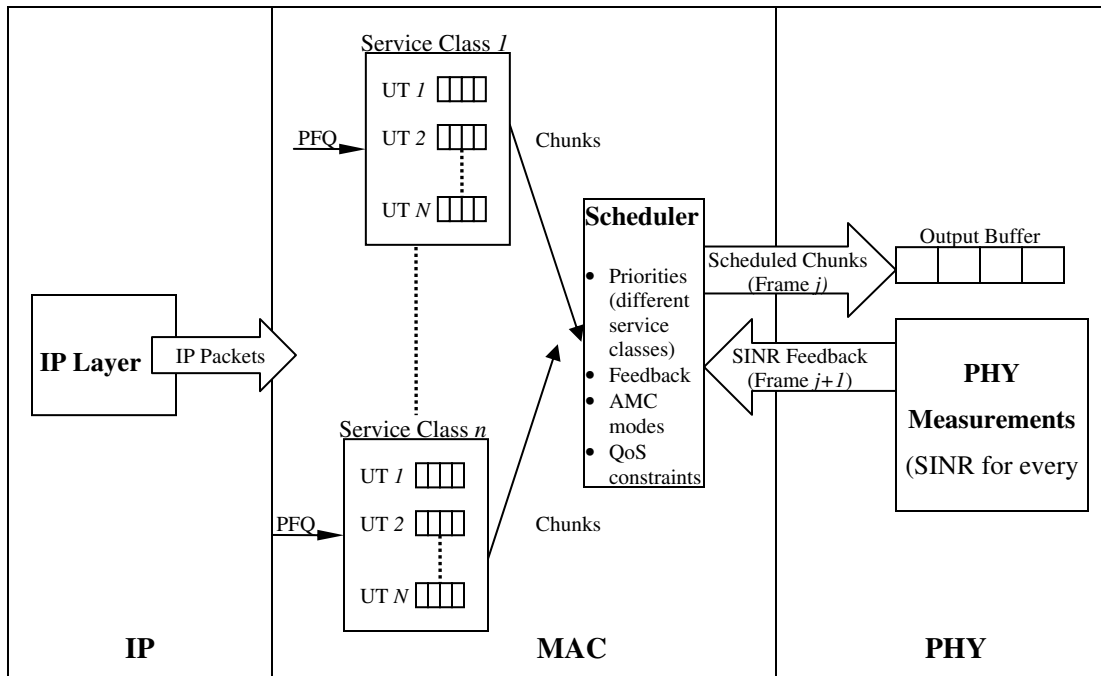 Service Class 1
UT 1
UT 2
UT N
PFQ
Chunks
IP Layer
IP Packets
Service Class n
UT 1
UT 2
UT N
PFQ
Chunks
Scheduler
• Priorities
(different
service
classes)
• Feedback
• AMC
modes
• QoS
constraints
Scheduled Chunks
(Frame j)
Output Buffer
SINR Feedback
(Frame j+1)
PHY
Measurements
(SINR for every
IP
MAC
PHY